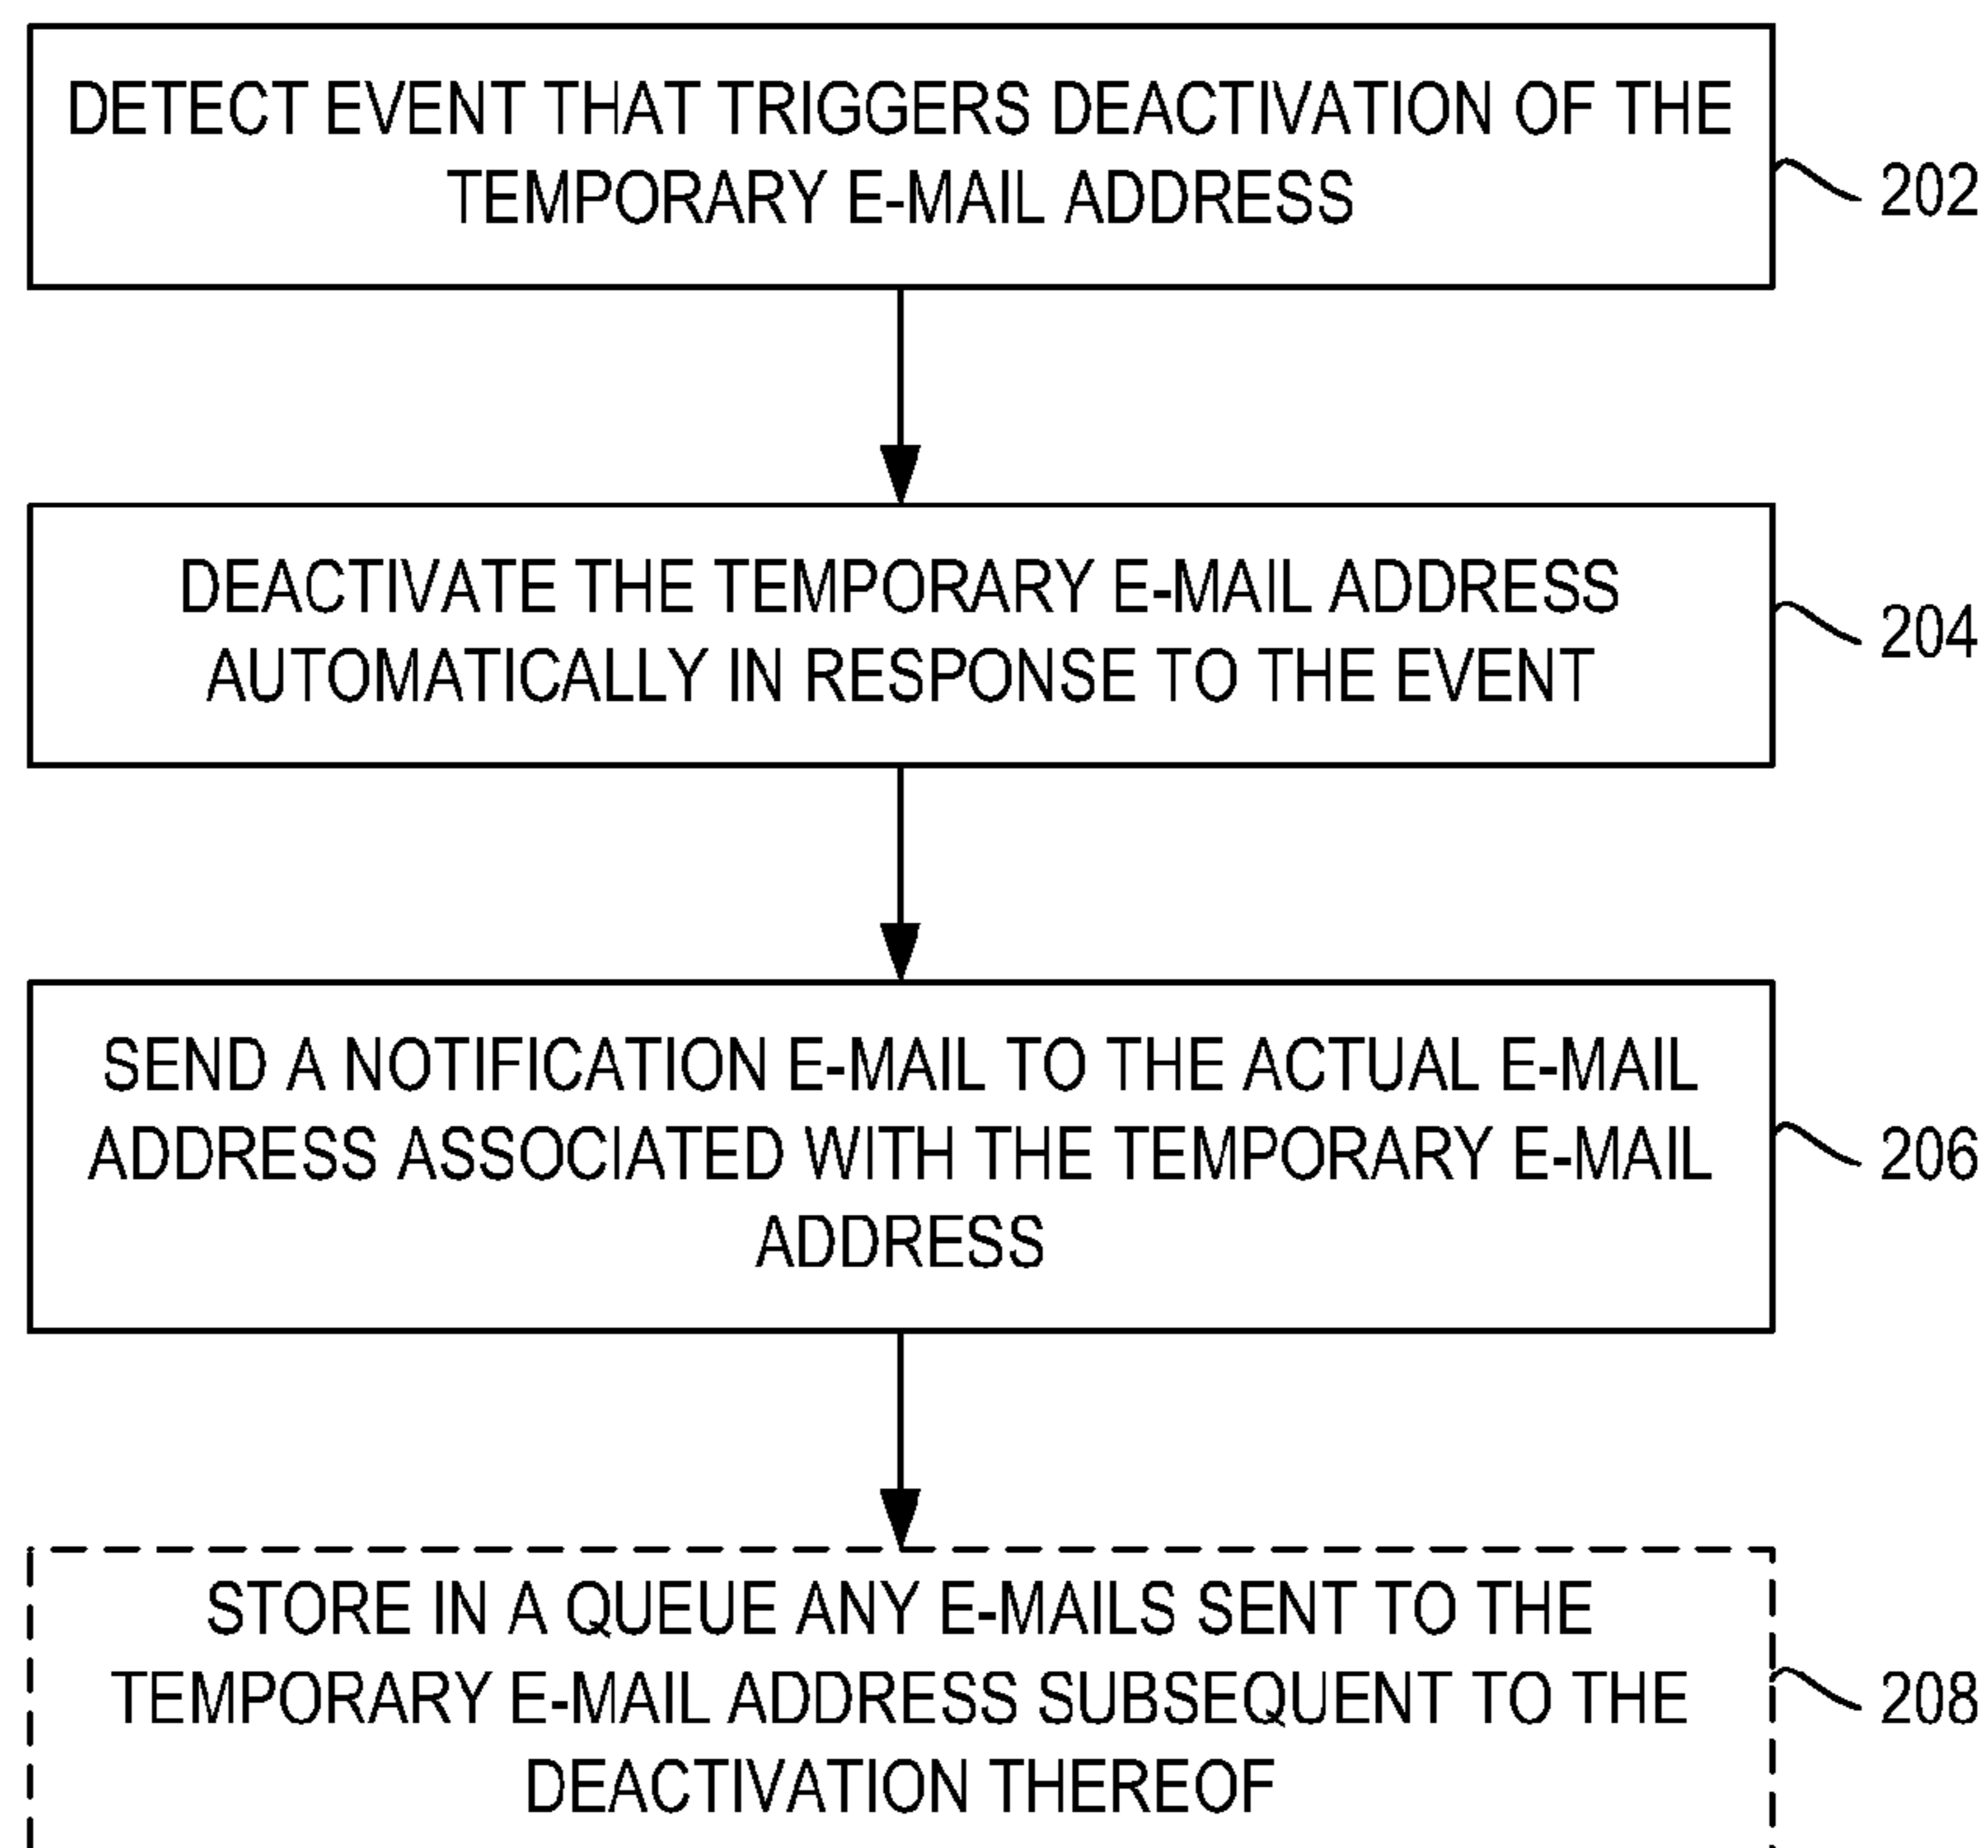 DETECT EVENT THAT TRIGGERS DEACTIVATION OF THE
TEMPORARY E-MAIL ADDRESS
202
DEACTIVATE THE TEMPORARY E-MAIL ADDRESS
AUTOMATICALLY IN RESPONSE TO THE EVENT
204
SEND A NOTIFICATION E-MAIL TO THE ACTUAL E-MAIL
ADDRESS ASSOCIATED WITH THE TEMPORARY E-MAIL
ADDRESS
206
STORE IN A QUEUE ANY E-MAILS SENT TO THE
TEMPORARY E-MAIL ADDRESS SUBSEQUENT TO THE
DEACTIVATION THEREOF
208